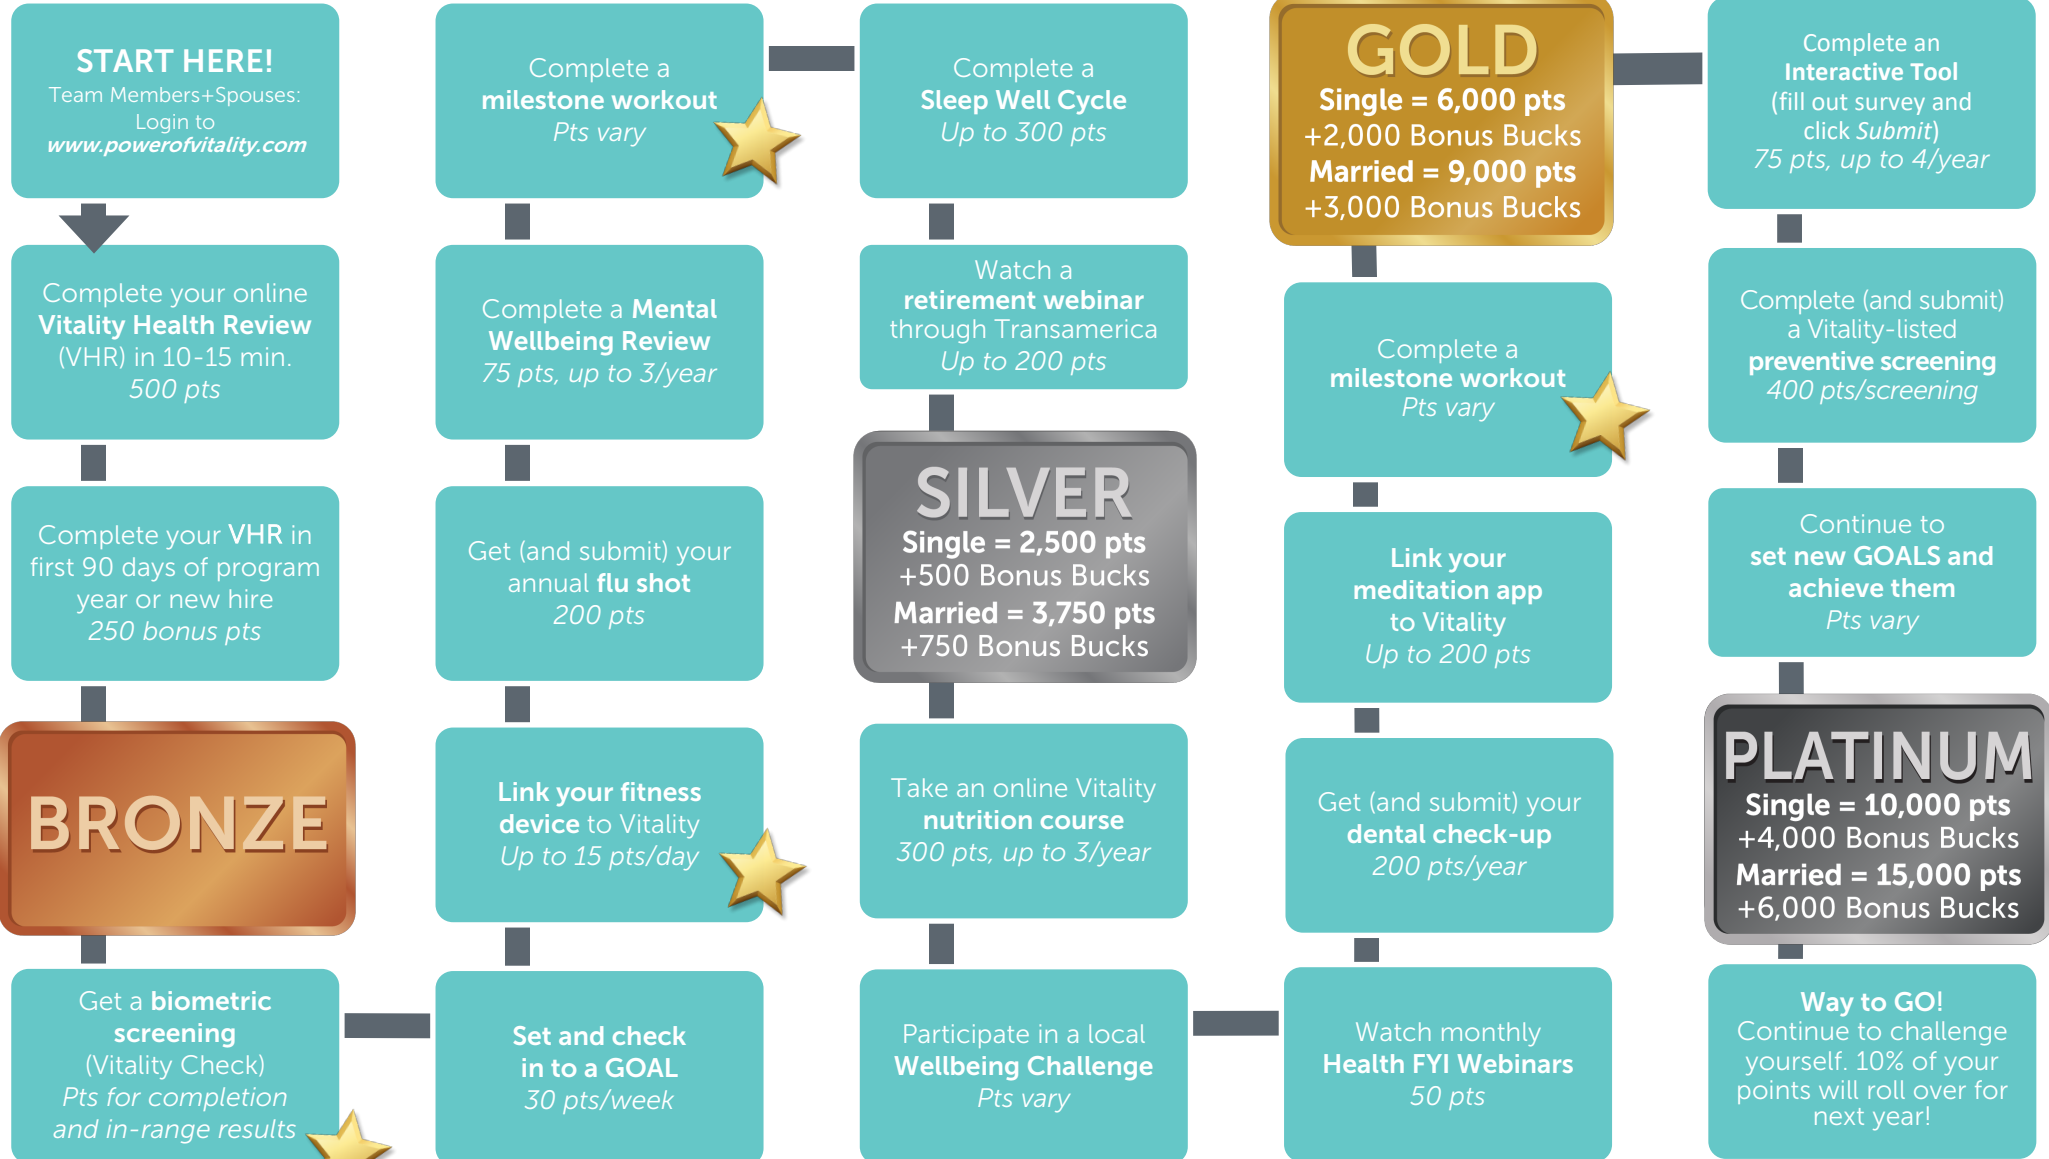 START HERE!
Team Members+Spouses:
Login to
www.powerofvitality.com
Complete your online
Vitality Health Review
(VHR) in 10-15 min.
500 pts
Complete your VHR in
first 90 days of program
year or new hire
250 bonus pts
BRONZE
Get a biometric
screening
(Vitality Check)
Pts for completion
and in-range results
Set and check
in to a GOAL
30 pts/week
Link your fitness
device to Vitality
Up to 15 pts/day
Get (and submit) your
annual flu shot
200 pts
Complete a Mental
Wellbeing Review
75 pts, up to 3/year
Complete a
milestone workout
Pts vary
Complete a
Sleep Well Cycle
Up to 300 pts
Watch a
retirement webinar
through Transamerica
Up to 200 pts
SILVER
Single = 2,500 pts
+500 Bonus Bucks
Married = 3,750 pts
+750 Bonus Bucks
Take an online Vitality
nutrition course
300 pts, up to 3/year
Participate in a local
Wellbeing Challenge
Pts vary
Watch monthly
Health FYI Webinars
50 pts
Get (and submit) your
dental check-up
200 pts/year
Link your
meditation app
to Vitality
Up to 200 pts
Complete a
milestone workout
Pts vary
GOLD
Single = 6,000 pts
+2,000 Bonus Bucks
Married = 9,000 pts
+3,000 Bonus Bucks
Complete an
Interactive Tool
(fill out survey and
click Submit)
75 pts, up to 4/year
Complete (and submit)
a Vitality-listed
preventive screening
400 pts/screening
Continue to
set new GOALS and
achieve them
Pts vary
PLATINUM
Single = 10,000 pts
+4,000 Bonus Bucks
Married = 15,000 pts
+6,000 Bonus Bucks
Way to GO!
Continue to challenge
yourself. 10% of your
points will roll over for
next year!